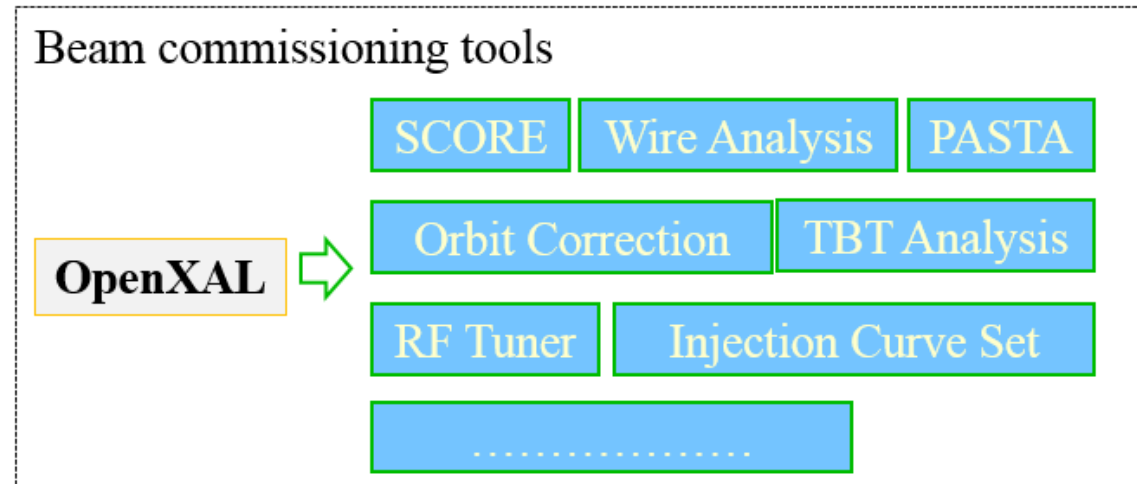 Beam commissioning tools
SCORE Wire Analysis PASTA
Orbit Correction TBT Analysis
OpenXAL
RF Tuner Injection Curve Set
..................